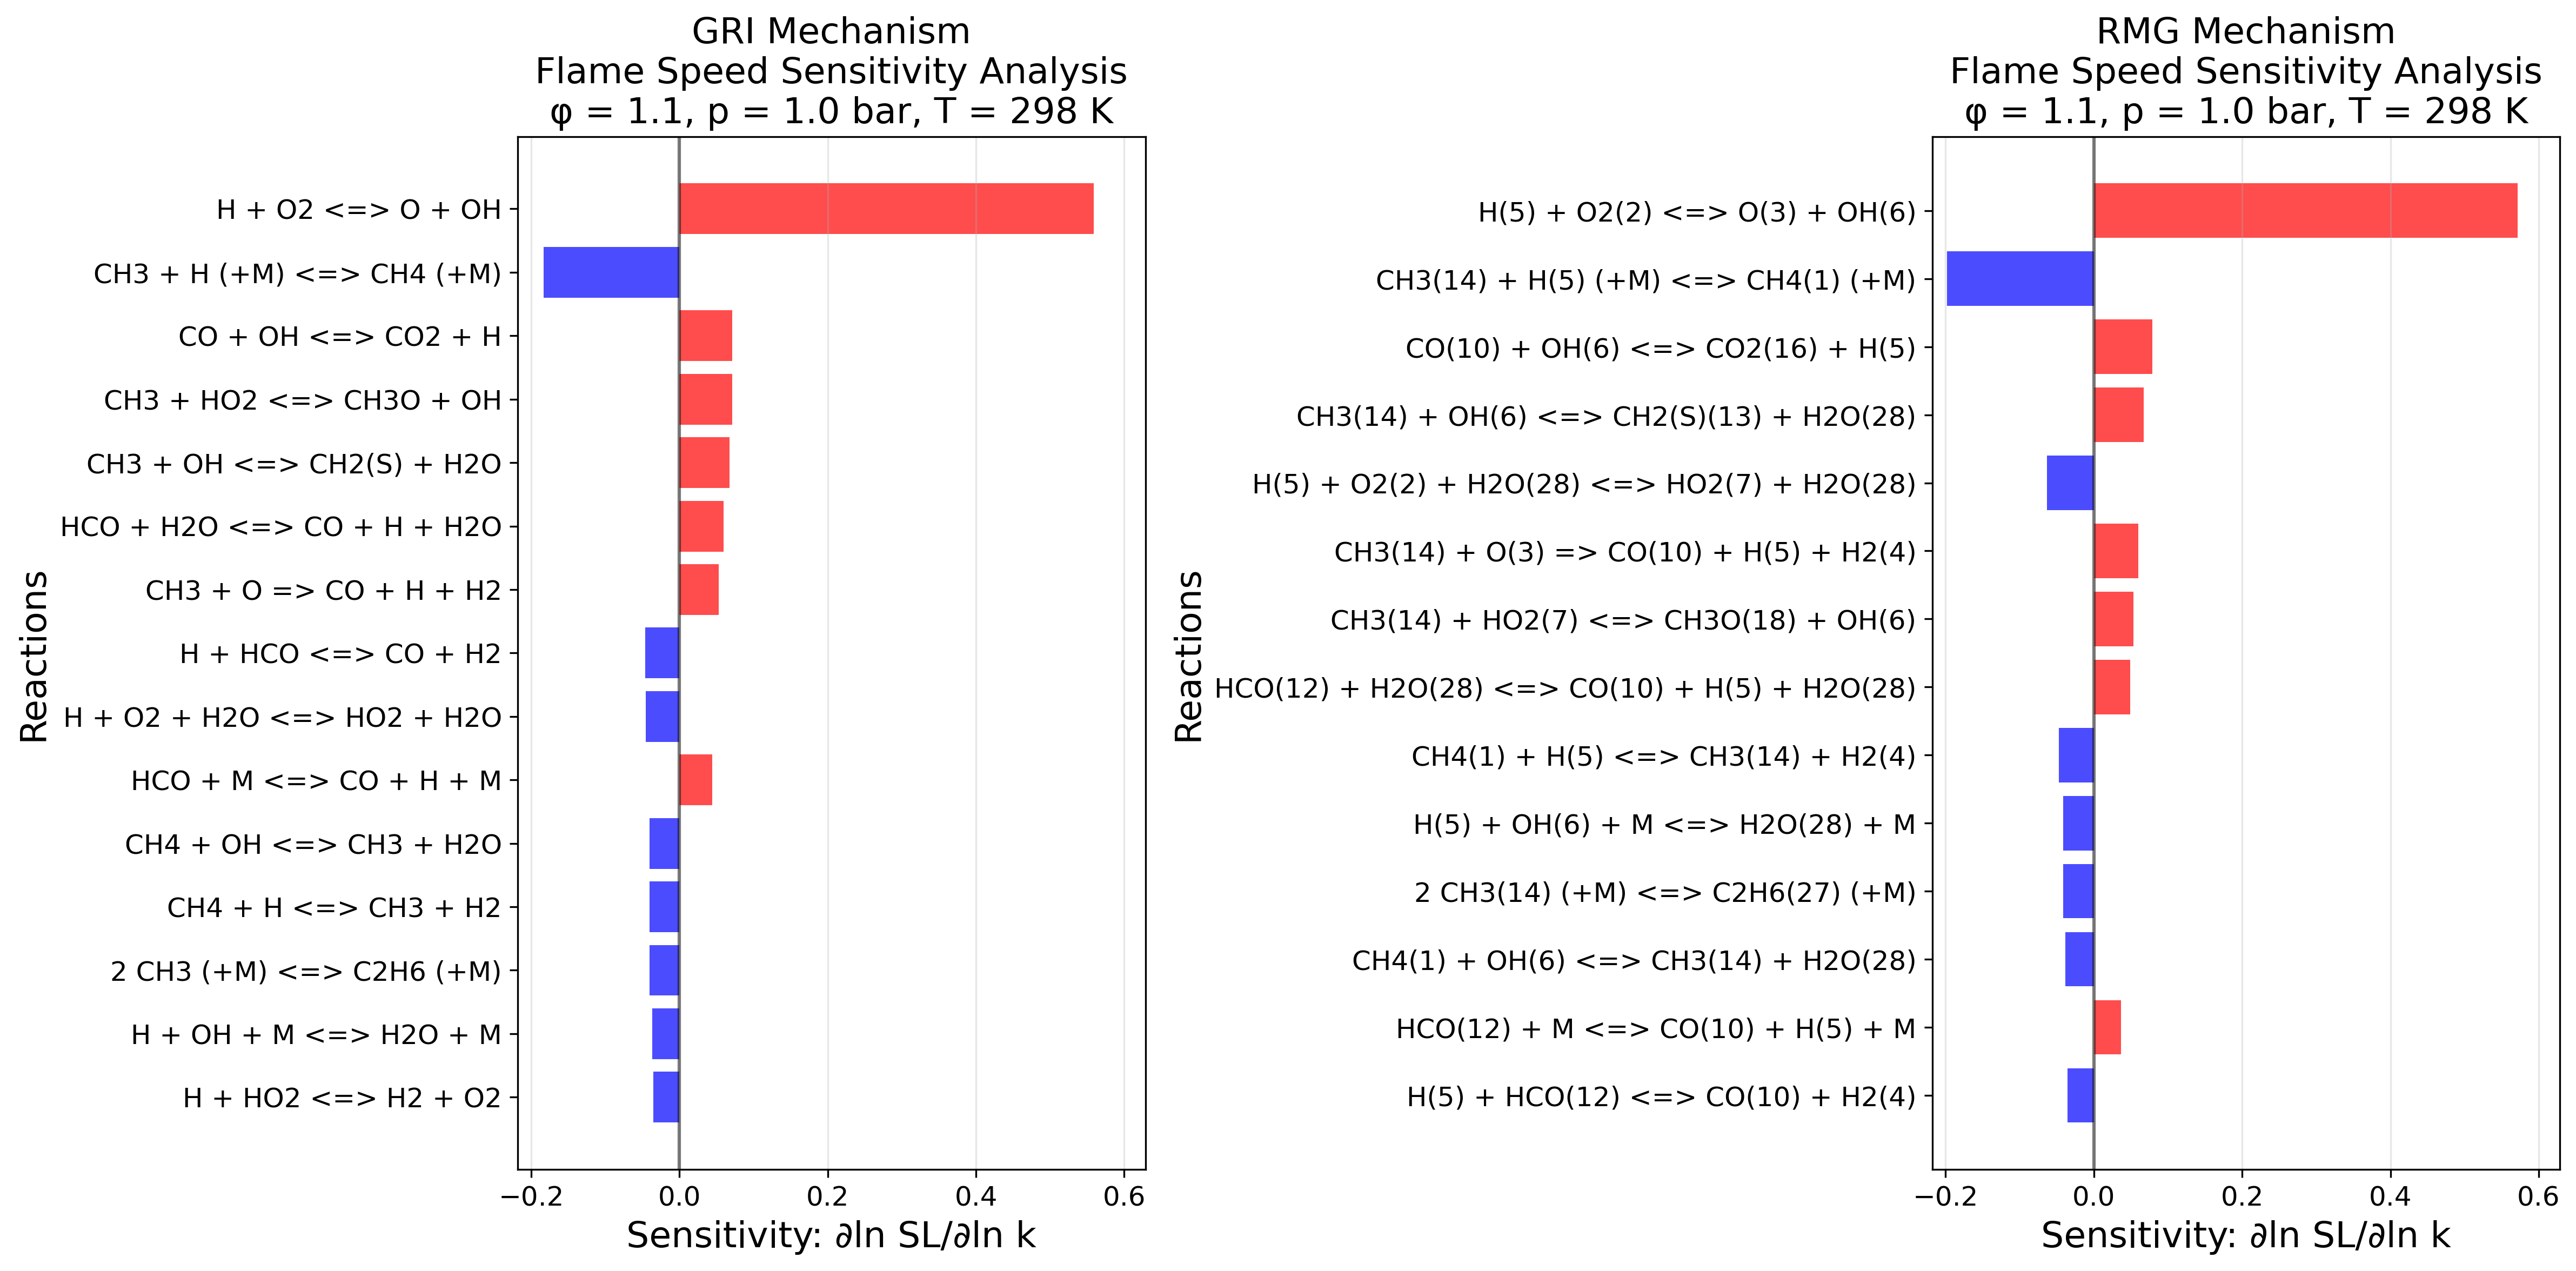 GRI Mechanism
Flame Speed Sensitivity Analysis
φ = 1.1, p = 1.0 bar, T = 298 K
Reactions
H + O2 <=> O + OH
CH3 + H (+M) <=> CH4 (+M)
CO + OH <=> CO2 + H
CH3 + HO2 <=> CH3O + OH
CH3 + OH <=> CH2(S) + H2O
HCO + H2O <=> CO + H + H2O
CH3 + O => CO + H + H2
H + HCO <=> CO + H2
H + O2 + H2O <=> HO2 + H2O
HCO + M <=> CO + H + M
CH4 + OH <=> CH3 + H2O
CH4 + H <=> CH3 + H2
2 CH3 (+M) <=> C2H6 (+M)
H + OH + M <=> H2O + M
H + HO2 <=> H2 + O2
−0.2 0.0 0.2 0.4 0.6
Sensitivity: ∂ln SL/∂ln k
RMG Mechanism
Flame Speed Sensitivity Analysis
φ = 1.1, p = 1.0 bar, T = 298 K
Reactions
H(5) + O2(2) <=> O(3) + OH(6)
CH3(14) + H(5) (+M) <=> CH4(1) (+M)
CO(10) + OH(6) <=> CO2(16) + H(5)
CH3(14) + OH(6) <=> CH2(S)(13) + H2O(28)
H(5) + O2(2) + H2O(28) <=> HO2(7) + H2O(28)
CH3(14) + O(3) => CO(10) + H(5) + H2(4)
CH3(14) + HO2(7) <=> CH3O(18) + OH(6)
HCO(12) + H2O(28) <=> CO(10) + H(5) + H2O(28)
CH4(1) + H(5) <=> CH3(14) + H2(4)
H(5) + OH(6) + M <=> H2O(28) + M
2 CH3(14) (+M) <=> C2H6(27) (+M)
CH4(1) + OH(6) <=> CH3(14) + H2O(28)
HCO(12) + M <=> CO(10) + H(5) + M
H(5) + HCO(12) <=> CO(10) + H2(4)
−0.2 0.0 0.2 0.4 0.6
Sensitivity: ∂ln SL/∂ln k